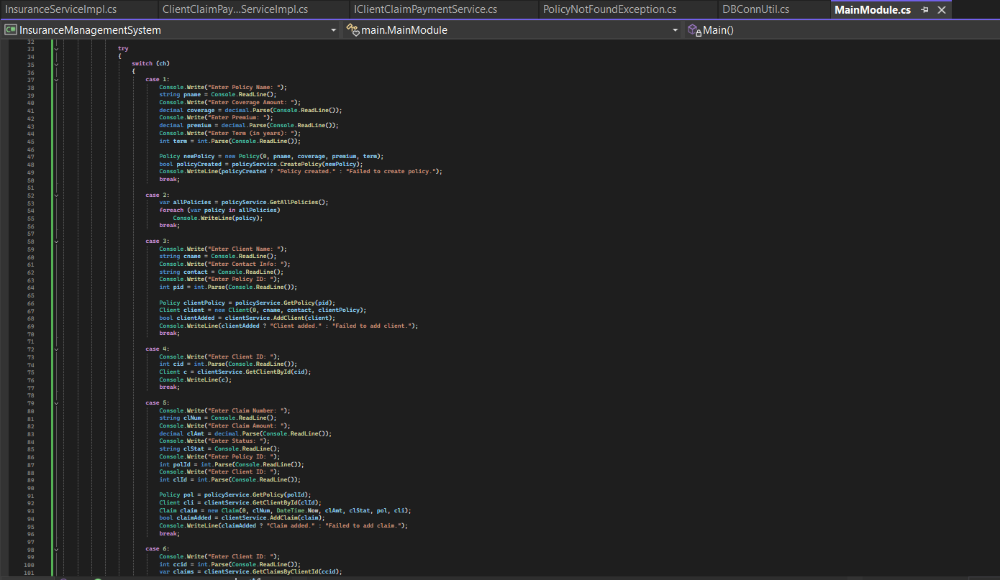 InsuranceServiceImpl.cs ClientClaimPay...ServiceImpl.cs IClientClaimPaymentService.cs PolicyNotFoundException.cs DBConnUtil.cs MainModule.cs
C# InsuranceManagementSystem main.MainModule Main()
32
33 try
34 {
35 switch (ch)
36 {
37 case 1:
38 Console.Write("Enter Policy Name: ");
39 string pname = Console.ReadLine();
40 Console.Write("Enter Coverage Amount: ");
41 decimal coverage = decimal.Parse(Console.ReadLine());
42 Console.Write("Enter Premium: ");
43 decimal premium = decimal.Parse(Console.ReadLine());
44 Console.Write("Enter Term (in years): ");
45 int term = int.Parse(Console.ReadLine());
46
47 Policy newPolicy = new Policy(0, pname, coverage, premium, term);
48 bool policyCreated = policyService.CreatePolicy(newPolicy);
49 Console.WriteLine(policyCreated ? "Policy created." : "Failed to create policy.");
50 break;
51
52 case 2:
53 var allPolicies = policyService.GetAllPolicies();
54 foreach (var policy in allPolicies)
55 Console.WriteLine(policy);
56 break;
57
58 case 3:
59 Console.Write("Enter Client Name: ");
60 string cname = Console.ReadLine();
61 Console.Write("Enter Contact Info: ");
62 string contact = Console.ReadLine();
63 Console.Write("Enter Policy ID: ");
64 int pid = int.Parse(Console.ReadLine());
65
66 Policy clientPolicy = policyService.GetPolicy(pid);
67 Client client = new Client(0, cname, contact, clientPolicy);
68 bool clientAdded = clientService.AddClient(client);
69 Console.WriteLine(clientAdded ? "Client added." : "Failed to add client.");
70 break;
71
72 case 4:
73 Console.Write("Enter Client ID: ");
74 int cid = int.Parse(Console.ReadLine());
75 Client c = clientService.GetClientById(cid);
76 Console.WriteLine(c);
77 break;
78
79 case 5:
80 Console.Write("Enter Claim Number: ");
81 string clNum = Console.ReadLine();
82 Console.Write("Enter Claim Amount: ");
83 decimal clAmt = decimal.Parse(Console.ReadLine());
84 Console.Write("Enter Status: ");
85 string clStat = Console.ReadLine();
86 Console.Write("Enter Policy ID: ");
87 int polId = int.Parse(Console.ReadLine());
88 Console.Write("Enter Client ID: ");
89 int clId = int.Parse(Console.ReadLine());
90
91 Policy pol = policyService.GetPolicy(polId);
92 Client cli = clientService.GetClientById(clId);
93 Claim claim = new Claim(0, clNum, DateTime.Now, clAmt, clStat, pol, cli);
94 bool claimAdded = clientService.AddClaim(claim);
95 Console.WriteLine(claimAdded ? "Claim added." : "Failed to add claim.");
96 break;
97
98 case 6:
99 Console.Write("Enter Client ID: ");
100 int ccid = int.Parse(Console.ReadLine());
101 var claims = clientService.GetClaimsByClientId(ccid);